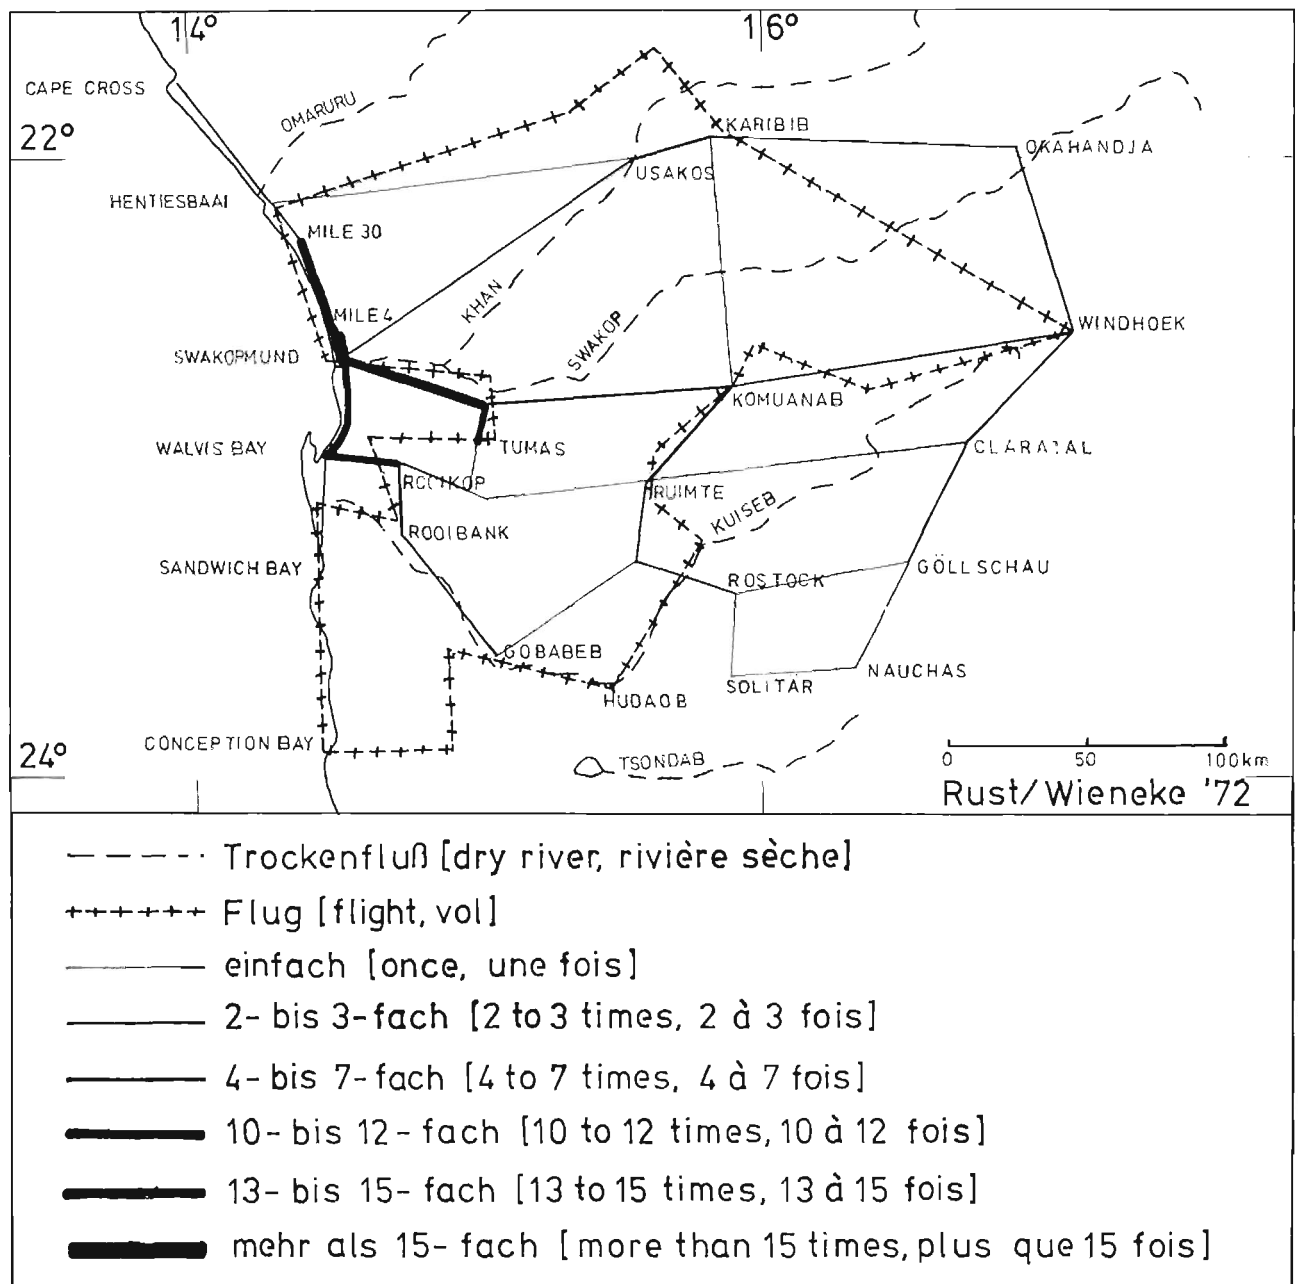 14° 16°
CAPE CROSS
OMARURU
22°
KARIBIB
OKAHANDJA
USAKOS
HENTIESBAAI
MILE 30
KHAN
MILE 4
SWAKOP
WINDHOEK
SWAKOPMUND
KOMUANAB
WALVIS BAY
TUMAS
ROOIKOP
RUIMTE
KUISEB
ROOIBANK
SANDWICH BAY
ROSTOCK
GÖLLSCHAU
GOBABEB
NAUCHAS
SOLITÄR
HUDAOB
CONCEPTION BAY
24°
TSONDAB
0 50 100km
Rust/Wieneke '72
Trockenfluß [dry river, rivière sèche]
Flug [flight, vol]
einfach [once, une fois]
2- bis 3-fach [2 to 3 times, 2 à 3 fois]
4- bis 7-fach [4 to 7 times, 4 à 7 fois]
10- bis 12-fach [10 to 12 times, 10 à 12 fois]
13- bis 15-fach [13 to 15 times, 13 à 15 fois]
mehr als 15-fach [more than 15 times, plus que 15 fois]